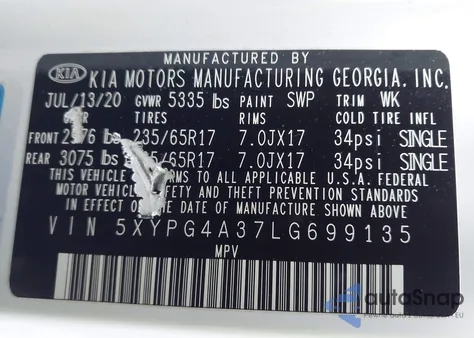 MANUFACTURED BY
KIA KIA MOTORS MANUFACTURING GEORGIA, INC.
JUL/13/20 GVWR 5335 lbs PAINT SWP TRIM WK
TIRES RIMS COLD TIRE INFL
FRONT lbs 235/65R17 7.0JX17 34psi SINGLE
REAR 3075 lbs /65R17 7.0JX17 34psi SINGLE
THIS VEHICLE TO ALL APPLICABLE U.S.A. FEDERAL
MOTOR VEHICLE SAFETY AND THEFT PREVENTION STANDARDS
IN EFFECT ON THE DATE OF MANUFACTURE SHOWN ABOVE.
VIN 5XYPG4A37LG699135
MPV
autoSnap